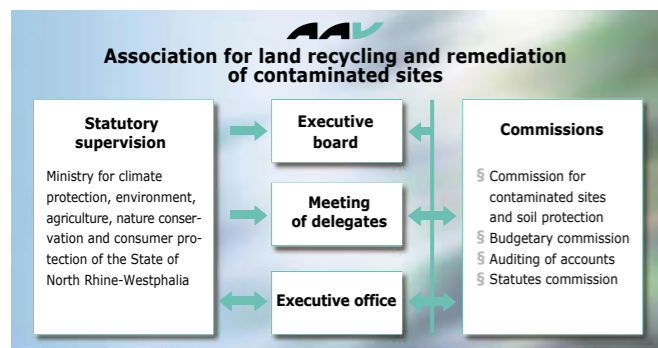 AAV
Association for land recycling and remediation
of contaminated sites
Statutory
supervision
Ministry for climate
protection, environment,
agriculture, nature conser-
vation and consumer pro-
tection of the State of
North Rhine-Westphalia
Executive
board
Meeting
of delegates
Executive office
Commissions
§ Commission for
contaminated sites
and soil protection
§ Budgetary commission
§ Auditing of accounts
§ Statutes commission